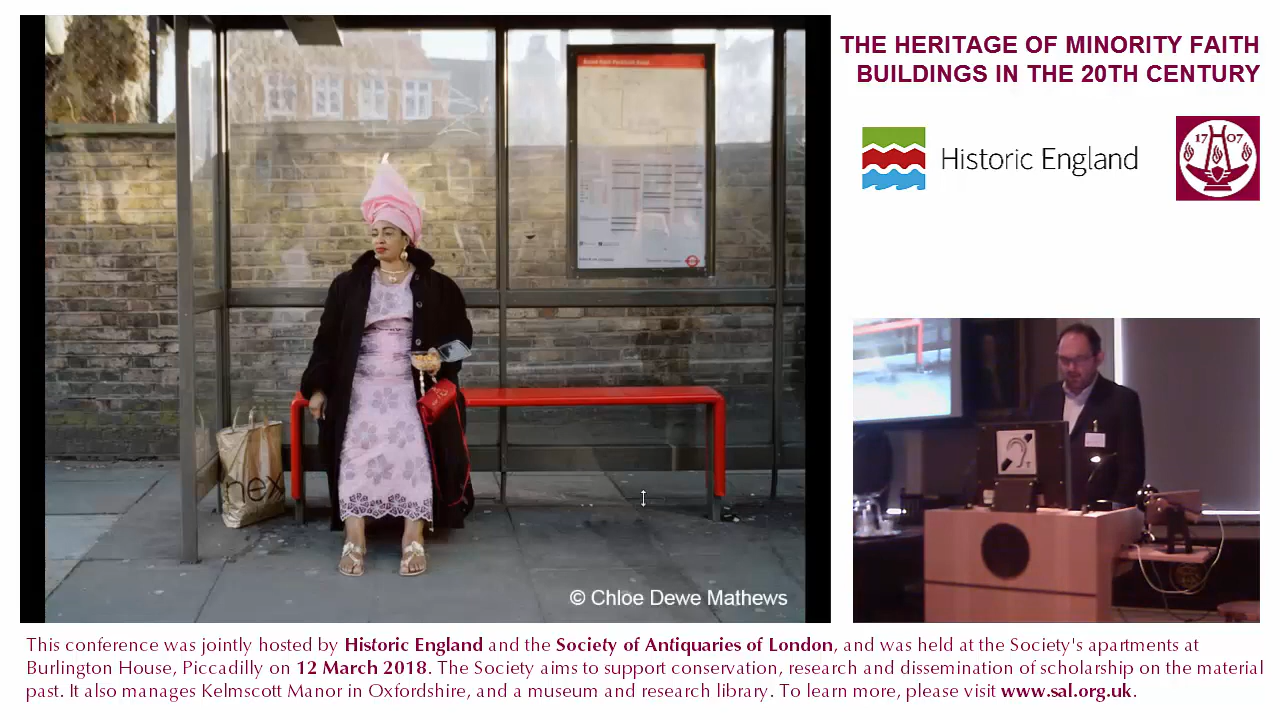 THE HERITAGE OF MINORITY FAITH
BUILDINGS IN THE 20TH CENTURY
Historic England
17 07
nex
© Chloe Dewe Mathews
This conference was jointly hosted by Historic England and the Society of Antiquaries of London, and was held at the Society's apartments at
Burlington House, Piccadilly on 12 March 2018. The Society aims to support conservation, research and dissemination of scholarship on the material
past. It also manages Kelmscott Manor in Oxfordshire, and a museum and research library. To learn more, please visit www.sal.org.uk.